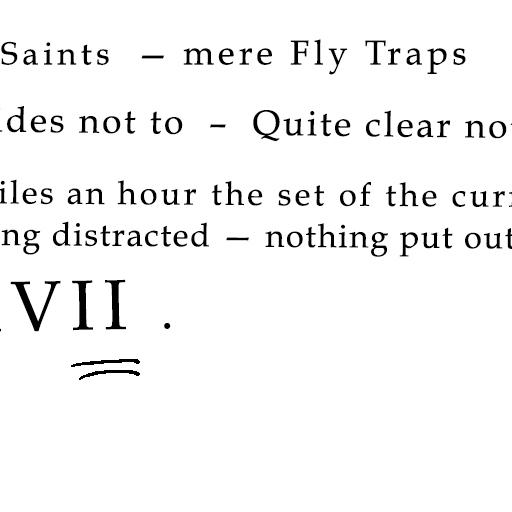 Saints – mere Fly Traps
ides not to – Quite clear no
iles an hour the set of the cur
ng distracted – nothing put out
VII .